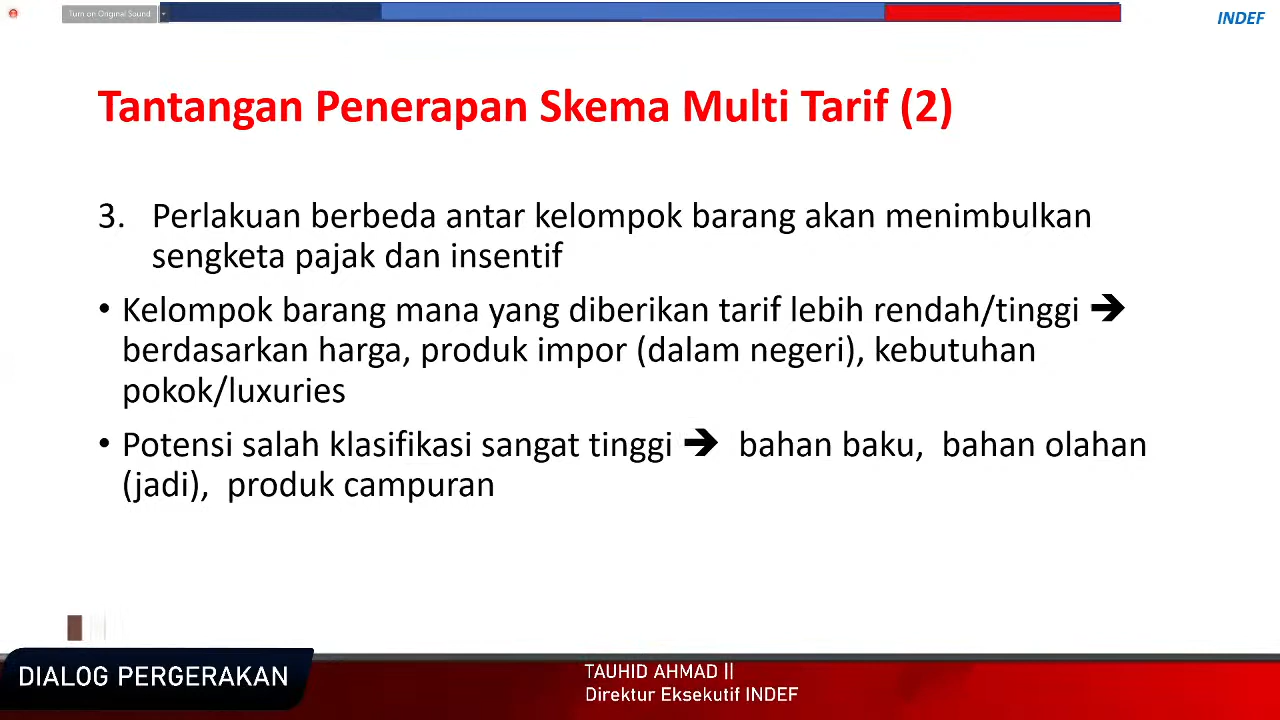 Turn on Original Sound
INDEF
Tantangan Penerapan Skema Multi Tarif (2)
3. Perlakuan berbeda antar kelompok barang akan menimbulkan
sengketa pajak dan insentif
• Kelompok barang mana yang diberikan tarif lebih rendah/tinggi ➔
berdasarkan harga, produk impor (dalam negeri), kebutuhan
pokok/luxuries
• Potensi salah klasifikasi sangat tinggi ➔ bahan baku, bahan olahan
(jadi), produk campuran
DIALOG PERGERAKAN
TAUHID AHMAD ||
Direktur Eksekutif INDEF